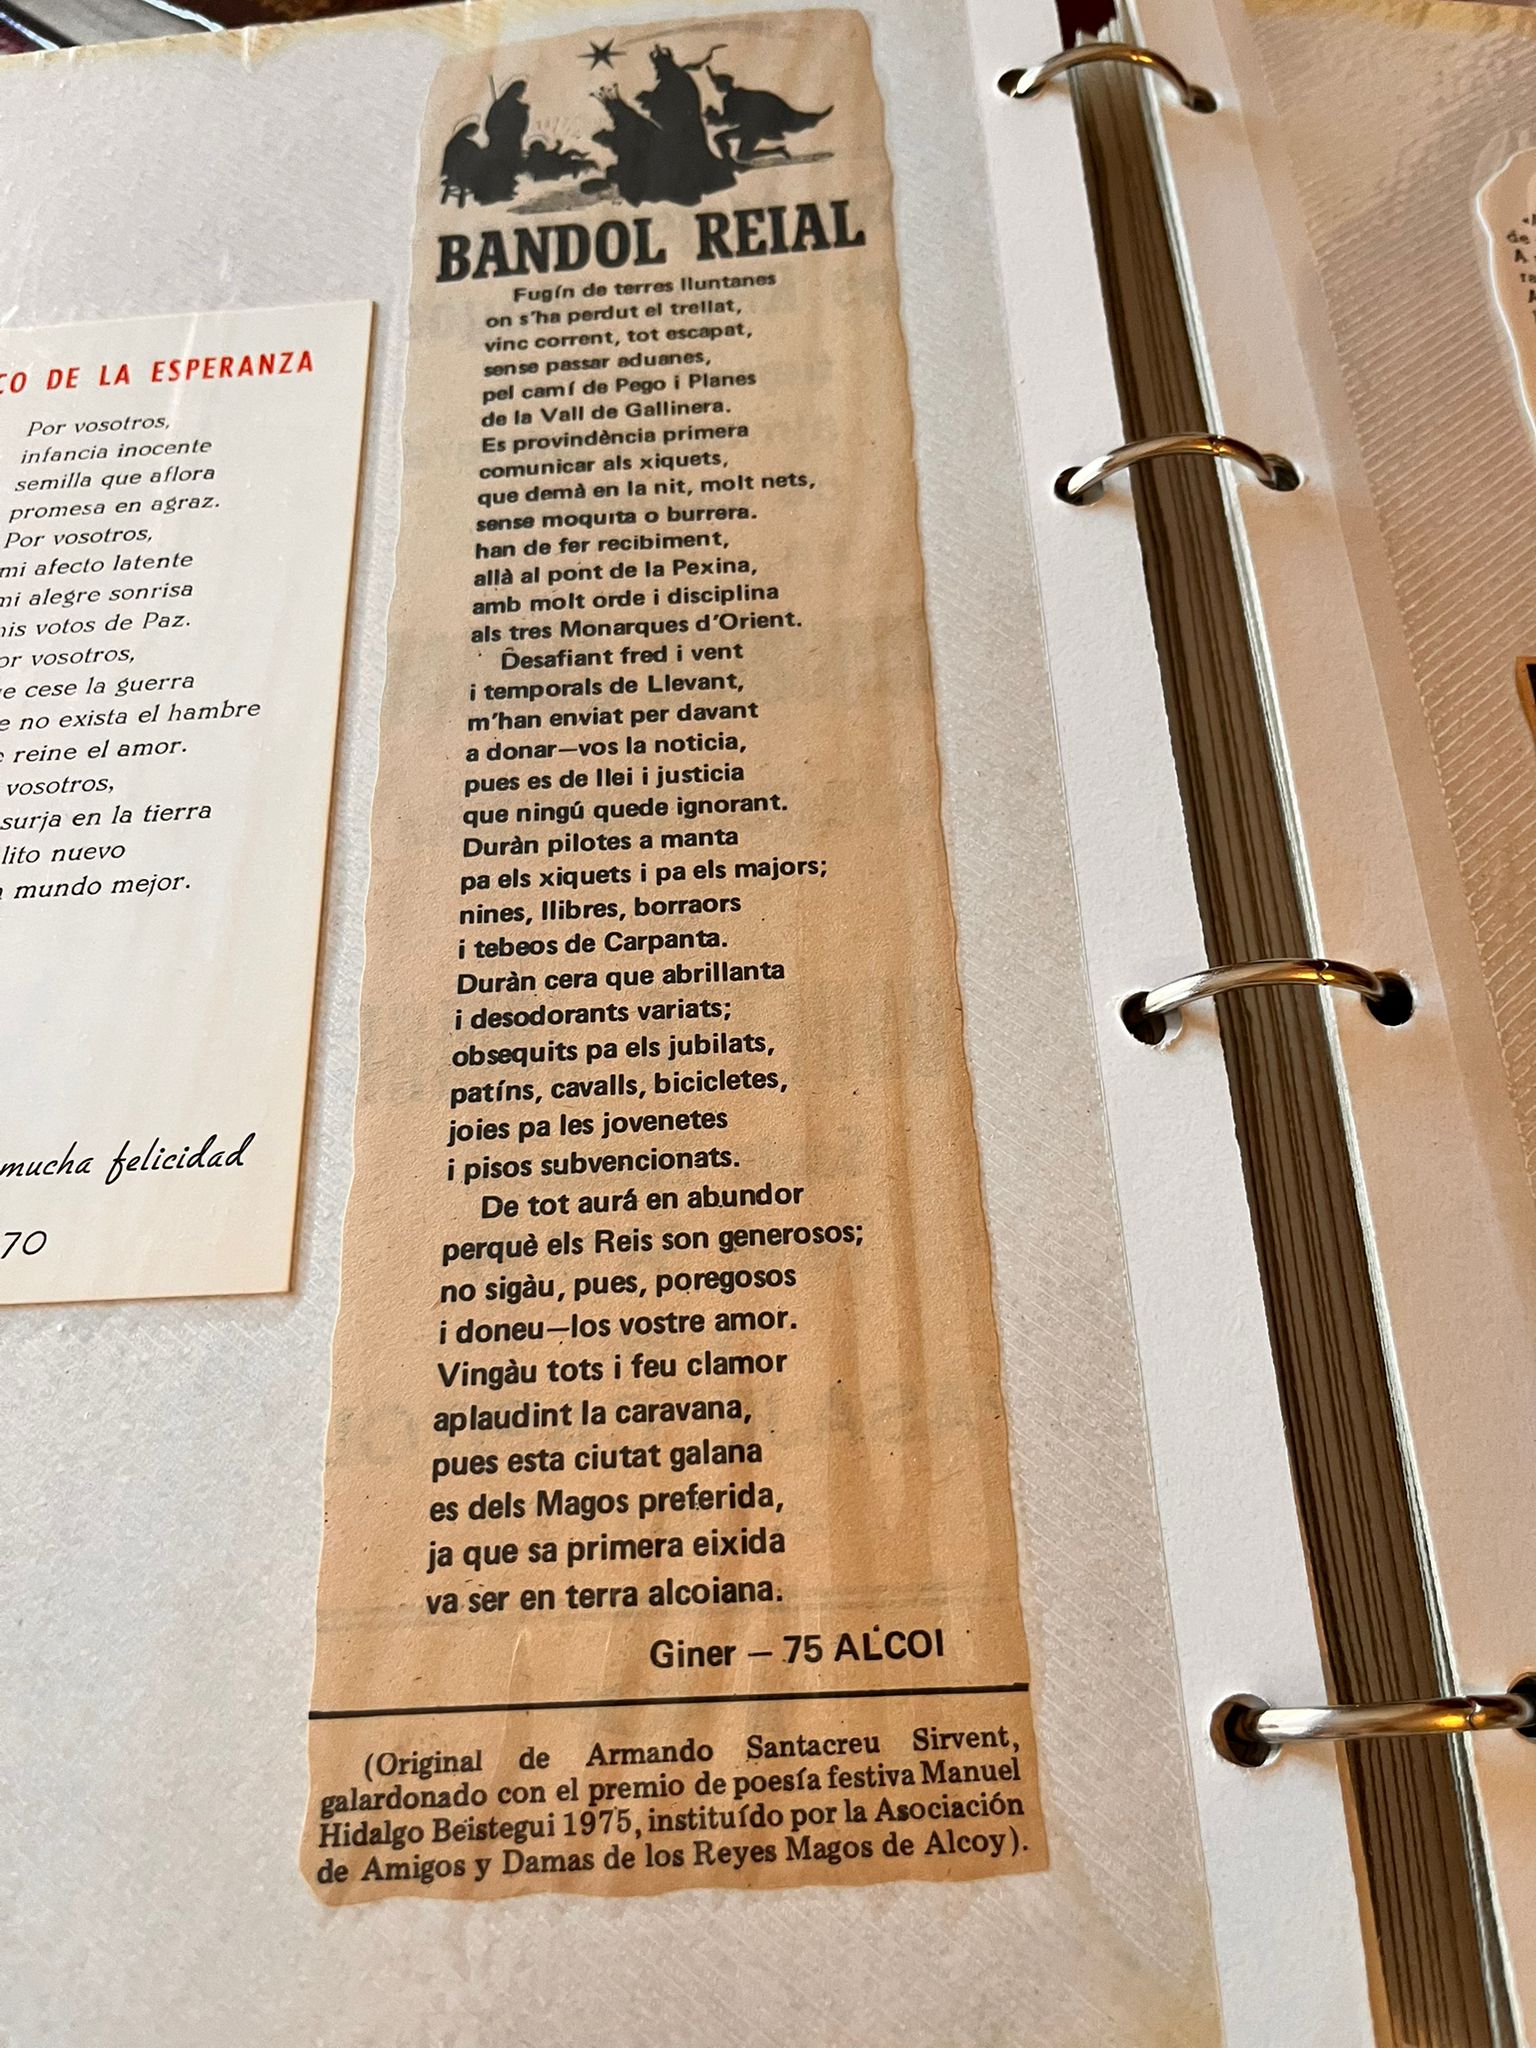 CO DE LA ESPERANZA
Por vosotros,
infancia inocente
semilla que aflora
promesa en agraz.
Por vosotros,
mi afecto latente
mi alegre sonrisa
mis votos de Paz.
or vosotros,
e cese la guerra
e no exista el hambre
e reine el amor.
vosotros,
surja en la tierra
lito nuevo
mundo mejor.
mucha felicidad
70
BANDOL REIAL
Fugín de terres lluntanes
on s'ha perdut el trellat,
vinc corrent, tot escapat,
sense passar aduanes,
pel camí de Pego i Planes
de la Vall de Gallinera.
Es provindència primera
comunicar als xiquets,
que demà en la nit, molt nets,
sense moquita o burrera.
han de fer recibiment,
allà al pont de la Pexina,
amb molt orde i disciplina
als tres Monarques d'Orient.
Desafiant fred i vent
i temporals de Llevant,
m'han enviat per davant
a donar—vos la noticia,
pues es de llei i justicia
que ningú quede ignorant.
Duràn pilotes a manta
pa els xiquets i pa els majors;
nines, llibres, borraors
i tebeos de Carpanta.
Duràn cera que abrillanta
i desodorants variats;
obsequits pa els jubilats,
patíns, cavalls, bicicletes,
joies pa les jovenetes
i pisos subvencionats.
De tot aurá en abundor
perquè els Reis son generosos;
no sigàu, pues, poregosos
i doneu—los vostre amor.
Vingàu tots i feu clamor
aplaudint la caravana,
pues esta ciutat galana
es dels Magos preferida,
ja que sa primera eixida
va ser en terra alcoiana.
Giner — 75 ALCOI
(Original de Armando Santacreu Sirvent,
galardonado con el premio de poesía festiva Manuel
Hidalgo Beistegui 1975, instituído por la Asociación
de Amigos y Damas de los Reyes Magos de Alcoy).
de
A